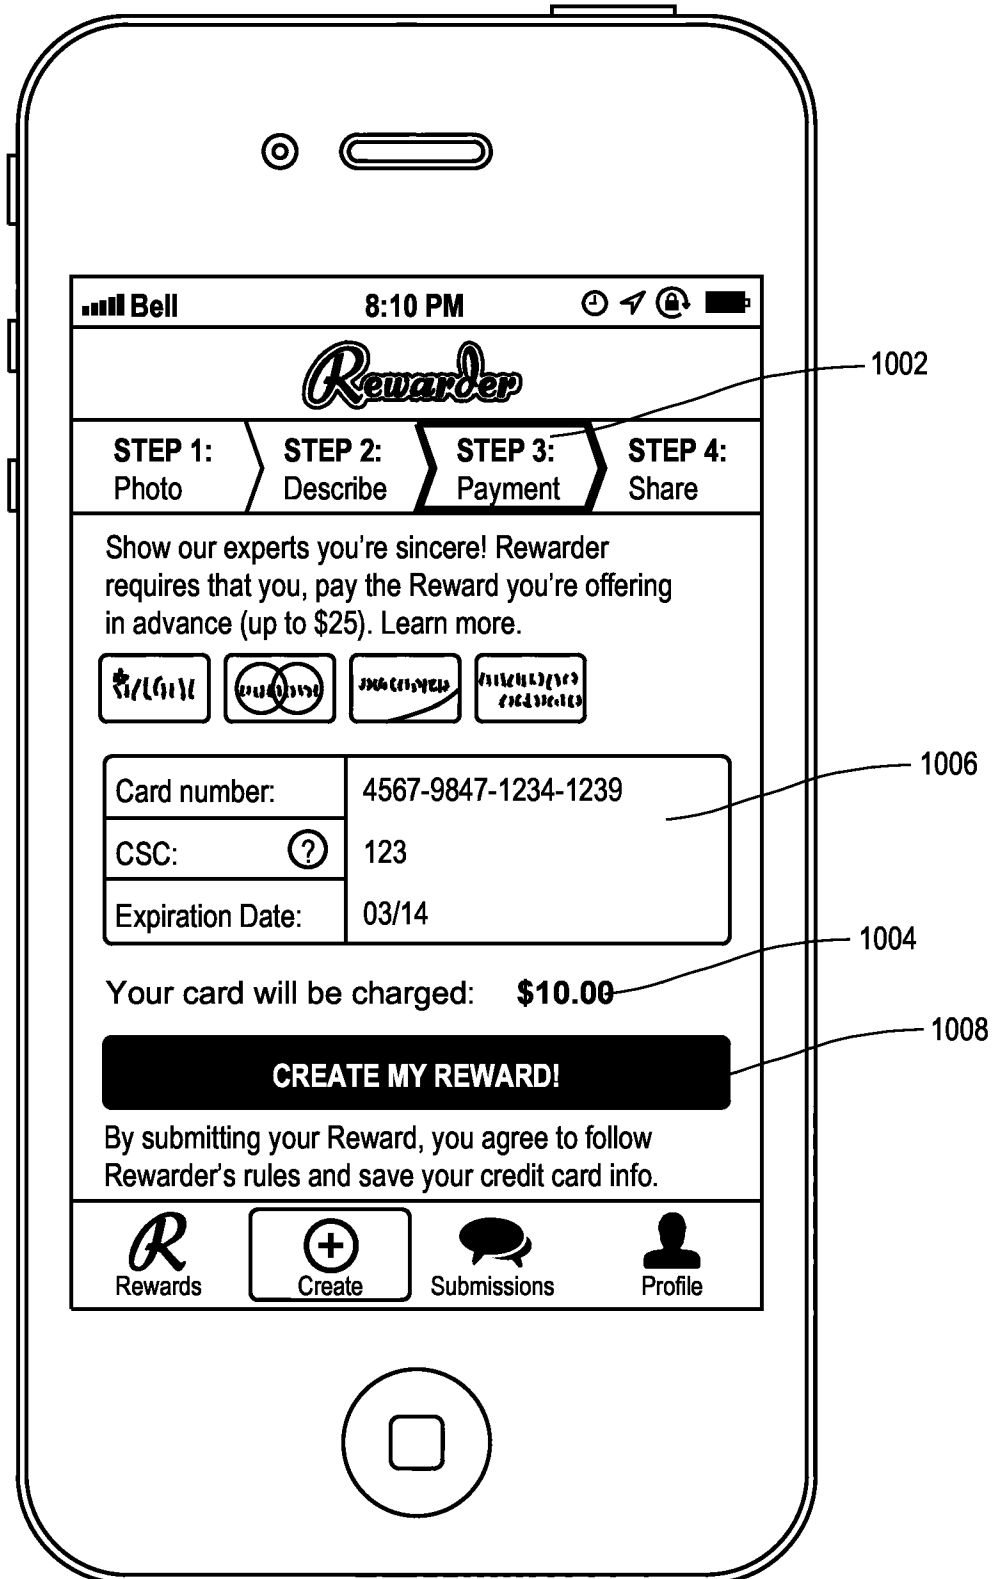 Bell 8:10 PM
Rewarder
1002
STEP 1: STEP 2: STEP 3: STEP 4:
Photo Describe Payment Share
Show our experts you're sincere! Rewarder
requires that you, pay the Reward you're offering
in advance (up to $25). Learn more.
Card number: 4567-9847-1234-1239
1006
CSC: ? 123
Expiration Date: 03/14
1004
Your card will be charged: $10.00
1008
CREATE MY REWARD!
By submitting your Reward, you agree to follow
Rewarder's rules and save your credit card info.
R
Rewards Create Submissions Profile